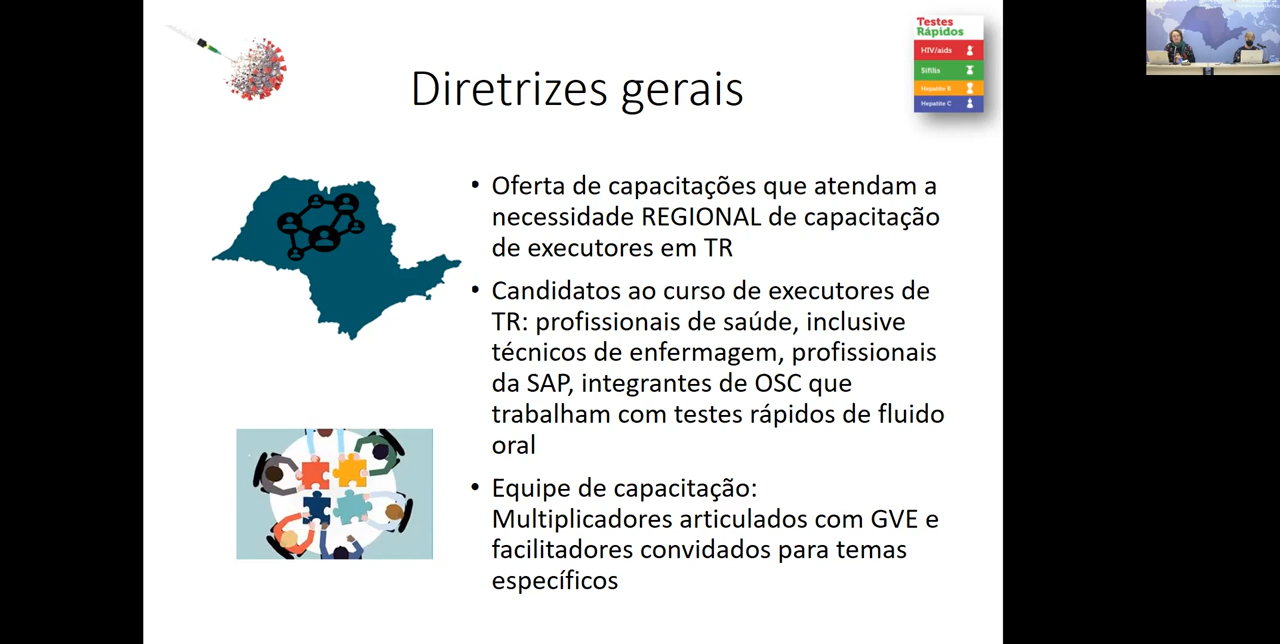 Testes
Rápidos
HIV/aids
Sífilis
Hepatite B
Hepatite C
Diretrizes gerais
• Oferta de capacitações que atendam a
necessidade REGIONAL de capacitação
de executores em TR
• Candidatos ao curso de executores de
TR: profissionais de saúde, inclusive
técnicos de enfermagem, profissionais
da SAP, integrantes de OSC que
trabalham com testes rápidos de fluido
oral
• Equipe de capacitação:
Multiplicadores articulados com GVE e
facilitadores convidados para temas
específicos